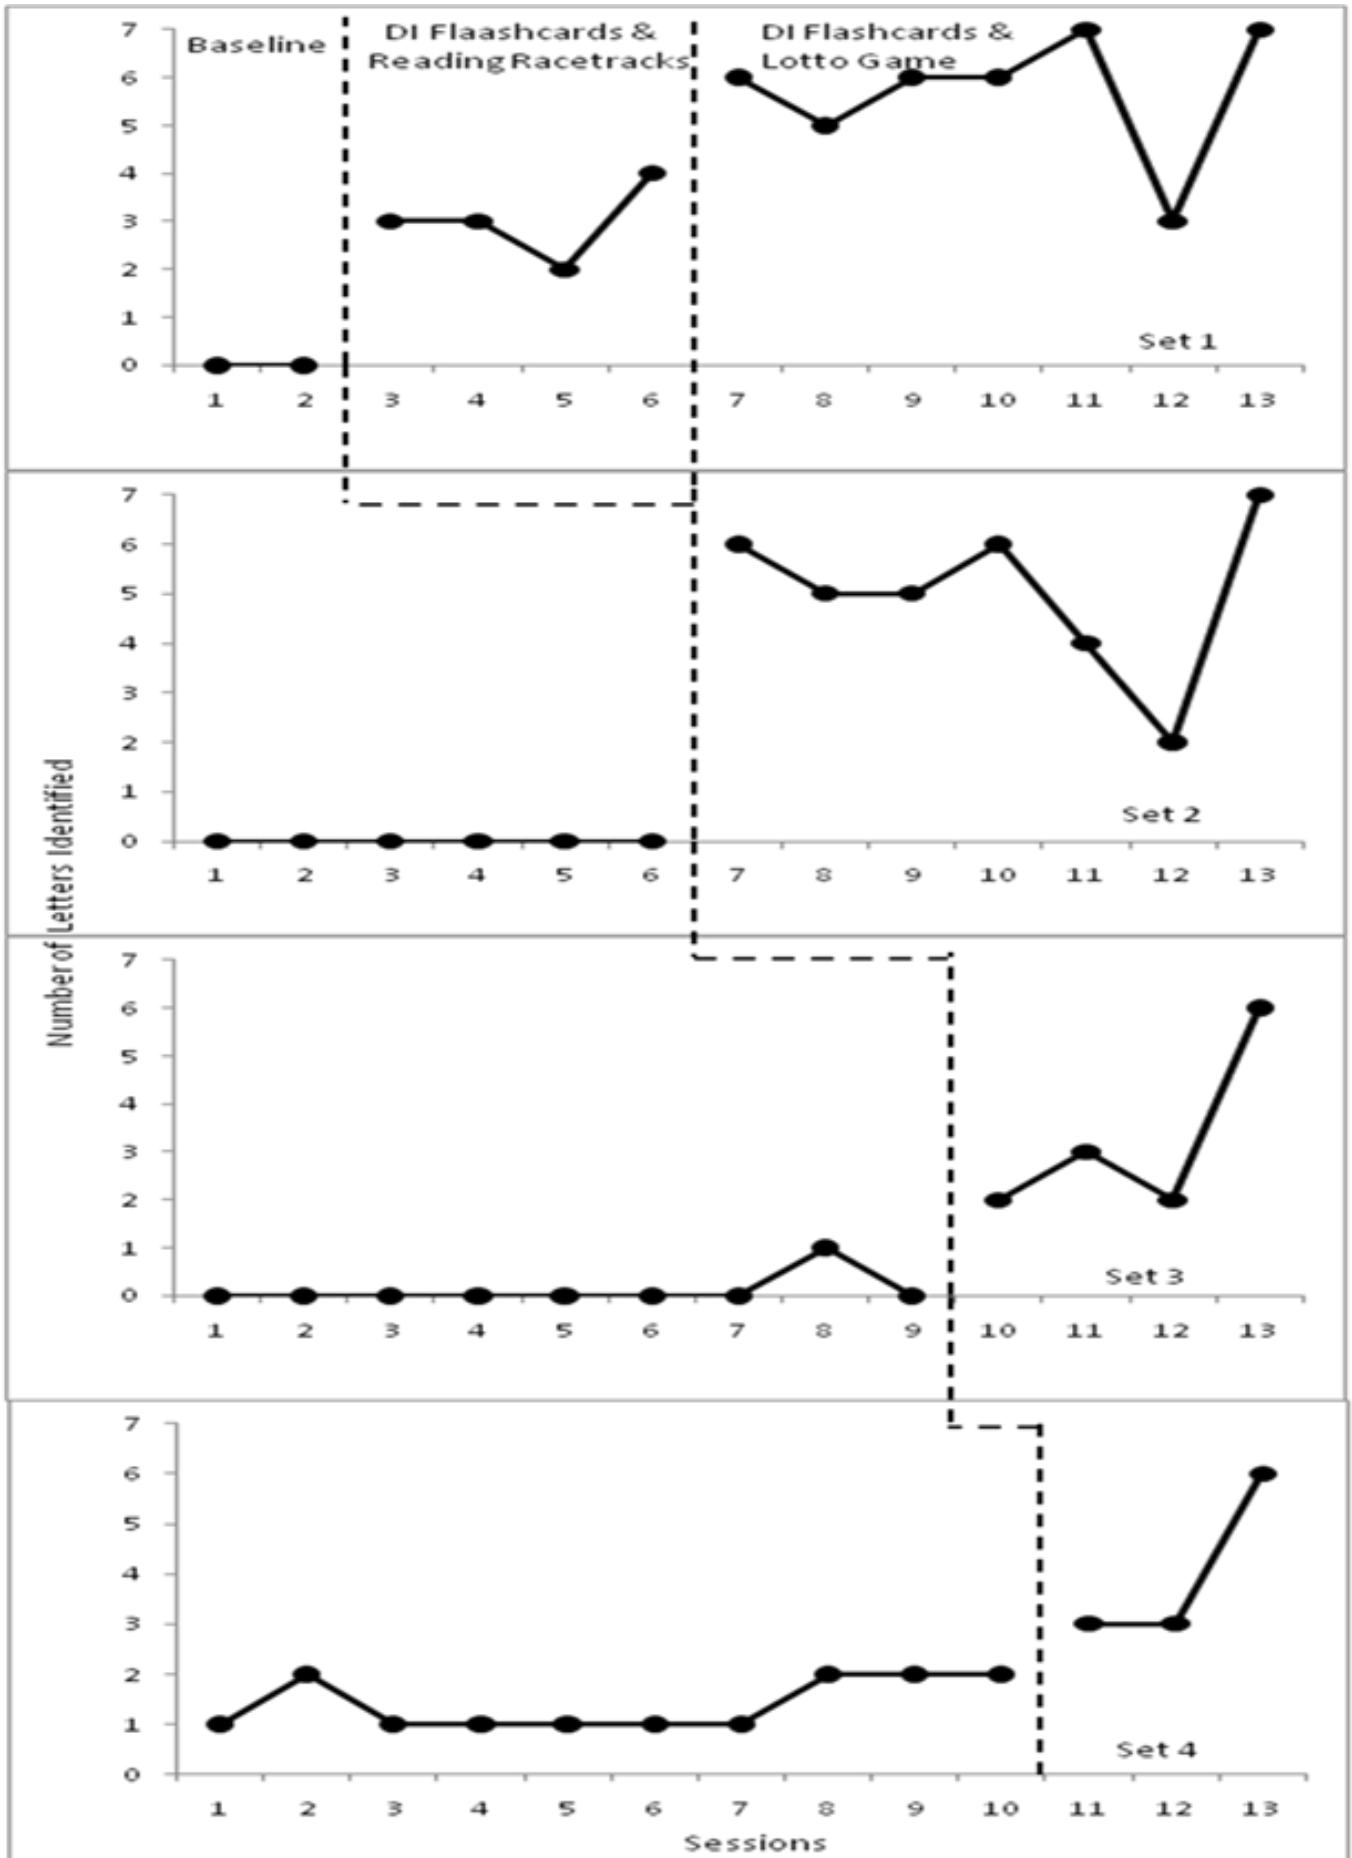 Baseline
DI Flaashcards &
Reading Racetracks
DI Flashcards &
Lotto Game
7
6
5
4
3
2
1
0
Set 1
1 2 3 4 5 6 7 8 9 10 11 12 13
7
6
5
4
3
2
1
0
Set 2
1 2 3 4 5 6 7 8 9 10 11 12 13
Number of Letters Identified
7
6
5
4
3
2
1
0
Set 3
1 2 3 4 5 6 7 8 9 10 11 12 13
7
6
5
4
3
2
1
0
Set 4
1 2 3 4 5 6 7 8 9 10 11 12 13
Sessions